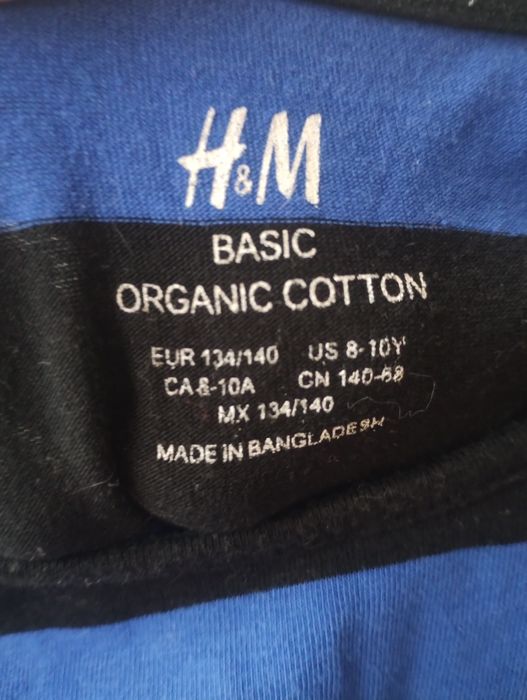 H&M
BASIC
ORGANIC COTTON
EUR 134/140 US 8-10Y
CA 8-10A CN 140-68
MX 134/140
MADE IN BANGLADESH